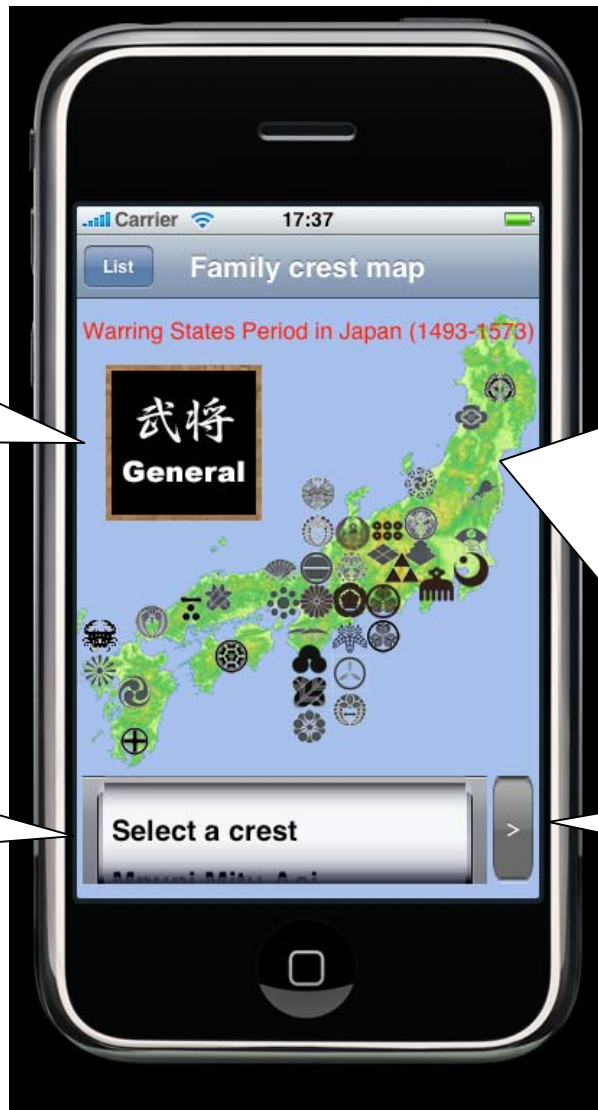 Carrier 17:37
List Family crest map
Warring States Period in Japan (1493-1573)
武将
General
Select a crest
>